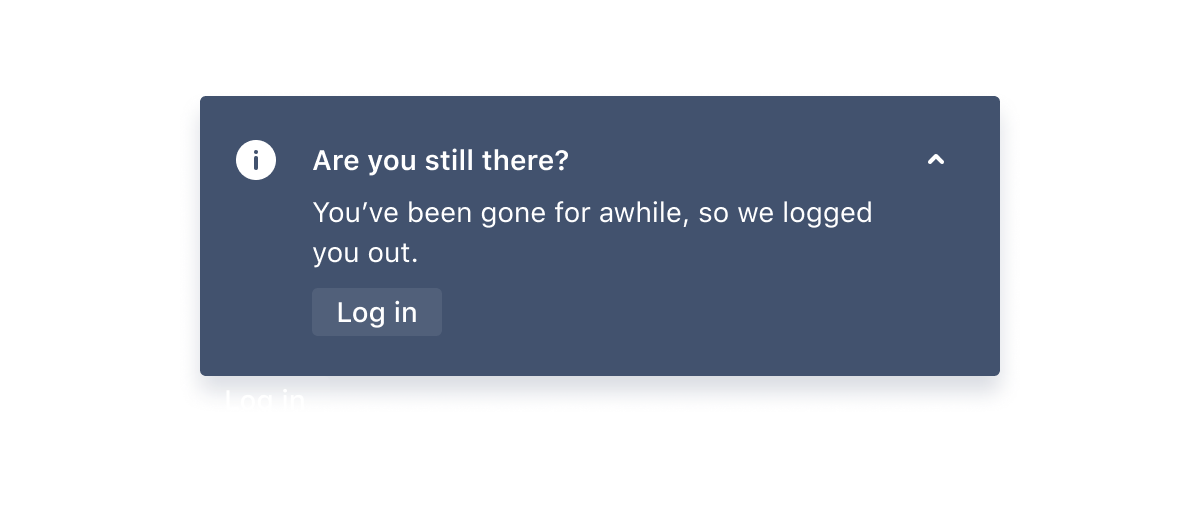 Are you still there?
You’ve been gone for awhile, so we logged
you out.
Log in
Log in